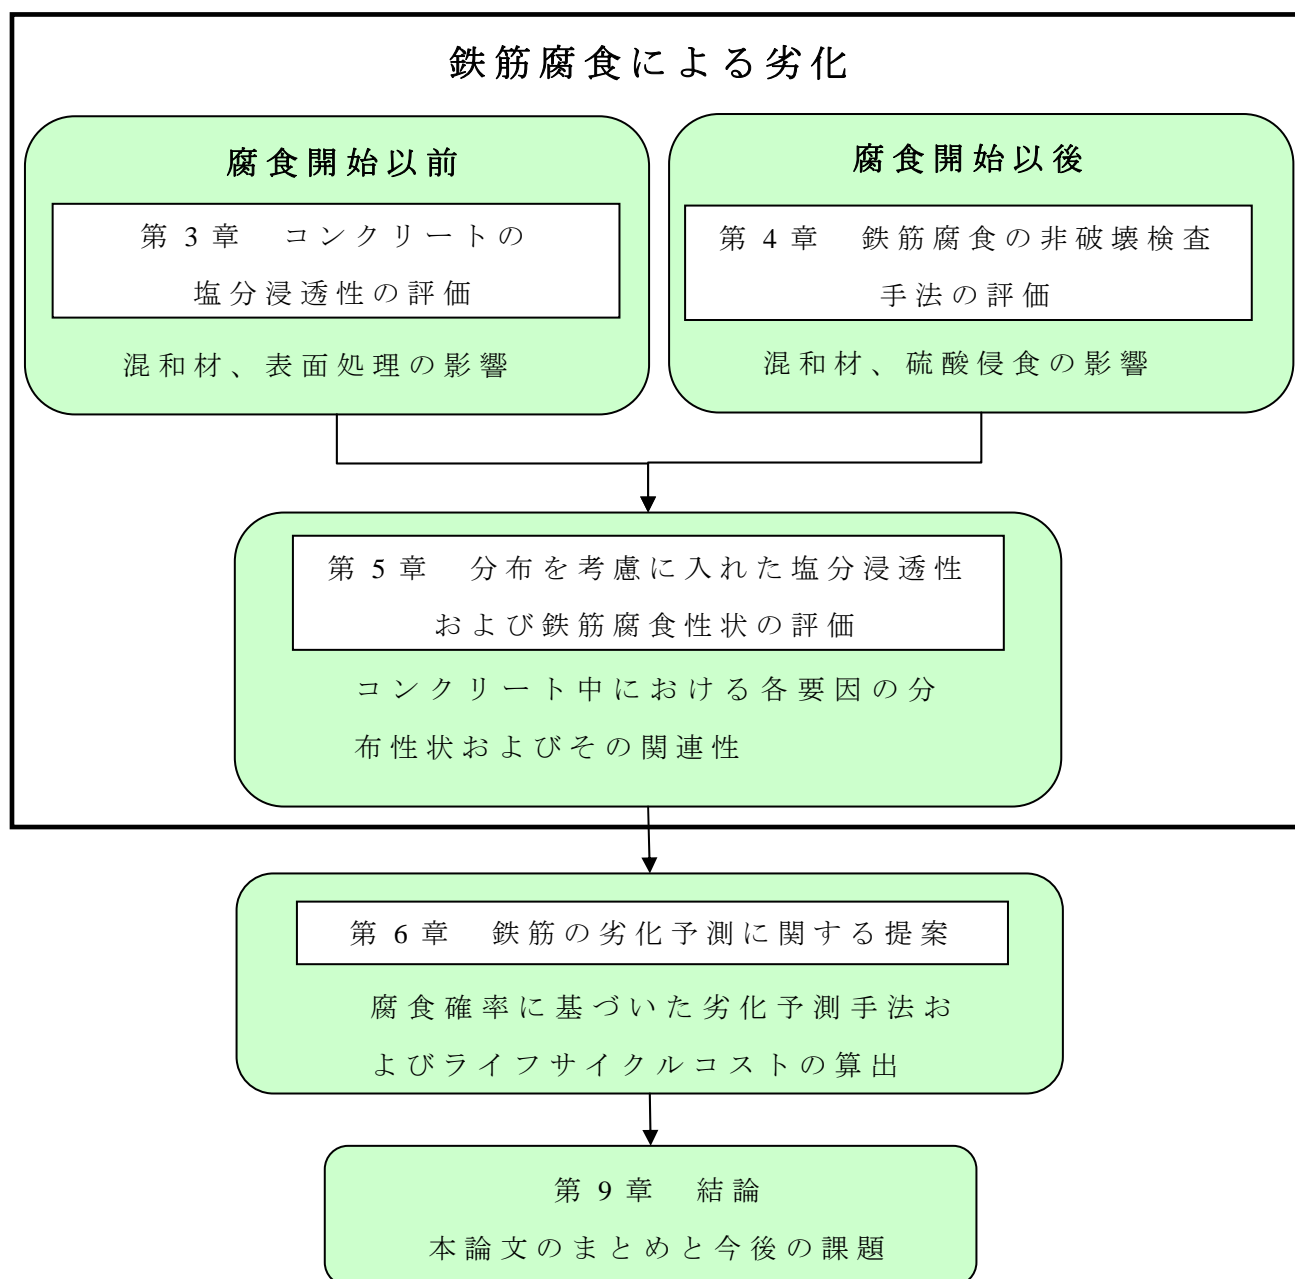 鉄筋腐食による劣化
腐食開始以前
第3章　コンクリートの
塩分浸透性の評価
混和材、表面処理の影響
腐食開始以後
第4章　鉄筋腐食の非破壊検査
手法の評価
混和材、硫酸侵食の影響
第5章　分布を考慮に入れた塩分浸透性
および鉄筋腐食性状の評価
コンクリート中における各要因の分
布性状およびその関連性
第6章　鉄筋の劣化予測に関する提案
腐食確率に基づいた劣化予測手法お
よびライフサイクルコストの算出
第9章　結論
本論文のまとめと今後の課題